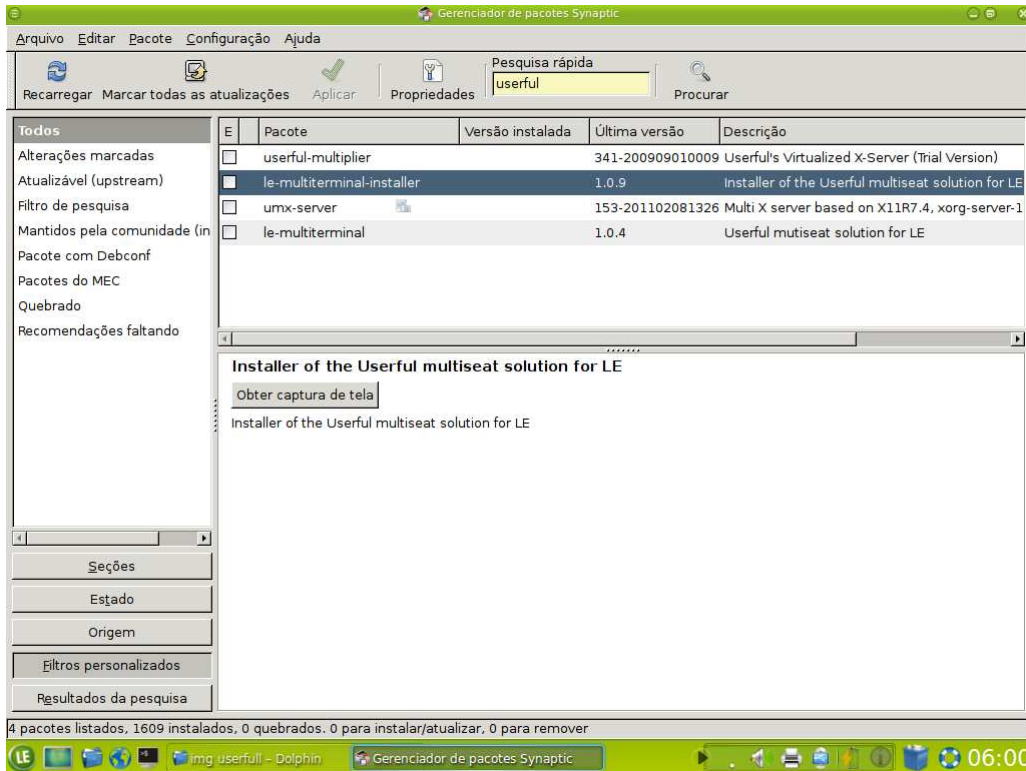 Gerenciador de pacotes Synaptic
Arquivo Editar Pacote Configuração Ajuda
Recarregar Marcar todas as atualizações Aplicar Propriedades
Pesquisa rápida
userful
Procurar
Todos
Alterações marcadas
Atualizável (upstream)
Filtro de pesquisa
Mantidos pela comunidade (in
Pacote com Debconf
Pacotes do MEC
Quebrado
Recomendações faltando
E Pacote Versão instalada Última versão Descrição
userful-multiplier 341-200909010009 Userful's Virtualized X-Server (Trial Version)
le-multiterminal-installer 1.0.9 Installer of the Userful multiseat solution for LE
umx-server 153-201102081326 Multi X server based on X11R7.4, xorg-server-1
le-multiterminal 1.0.4 Userful mutiseat solution for LE
Installer of the Userful multiseat solution for LE
Obter captura de tela
Installer of the Userful multiseat solution for LE
Seções
Estado
Origem
Filtros personalizados
Resultados da pesquisa
4 pacotes listados, 1609 instalados, 0 quebrados. 0 para instalar/atualizar, 0 para remover
LE img userfull – Dolphin Gerenciador de pacotes Synaptic 06:00